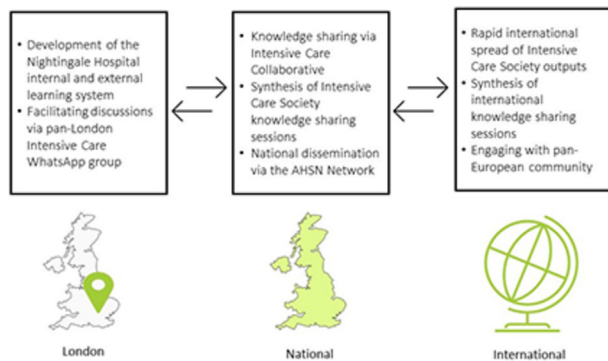 • Development of the
Nightingale Hospital
internal and external
learning system
• Facilitating discussions
via pan-London
Intensive Care
WhatsApp group
• Knowledge sharing via
Intensive Care
Collaborative
• Synthesis of Intensive
Care Society
knowledge sharing
sessions
• National dissemination
via the AHSN Network
• Rapid international
spread of Intensive
Care Society outputs
• Synthesis of
international
knowledge sharing
sessions
• Engaging with pan-
European community
London
National
International